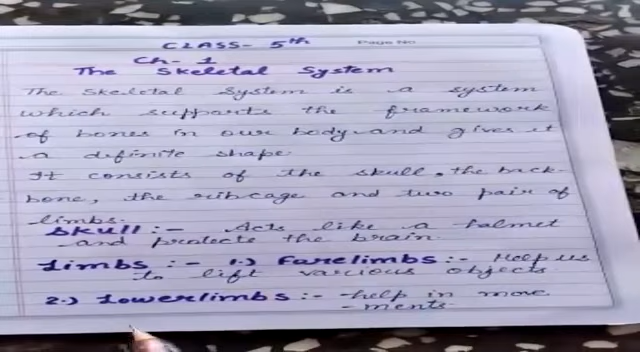 CLASS- 5th Page No
Ch- 1
The Skeletal System
The Skeletal System is a system
which supports the framework
of bones in our body and gives it
a definite shape.
It consists of the skull, the back-
bone, the ribcage and two pair of
limbs.
Skull :- Acts like a halmet
and protects the brain.
Limbs :- 1.) Farelimbs :- Help us
to lift various objects
2.) Lowerlimbs :- help in move
-ments.